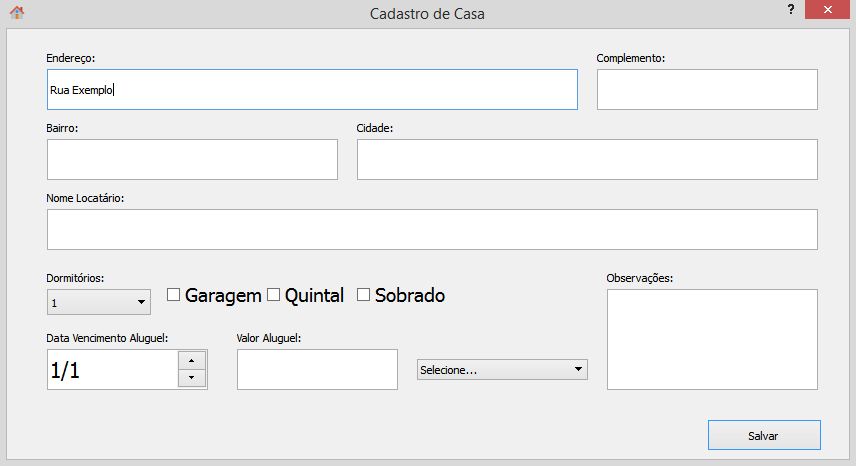 Cadastro de Casa
?
Endereço:
Complemento:
Rua Exemplo
Bairro:
Cidade:
Nome Locatário:
Dormitórios:
Observações:
1
Garagem
Quintal
Sobrado
Data Vencimento Aluguel:
Valor Aluguel:
1/1
Selecione...
Salvar